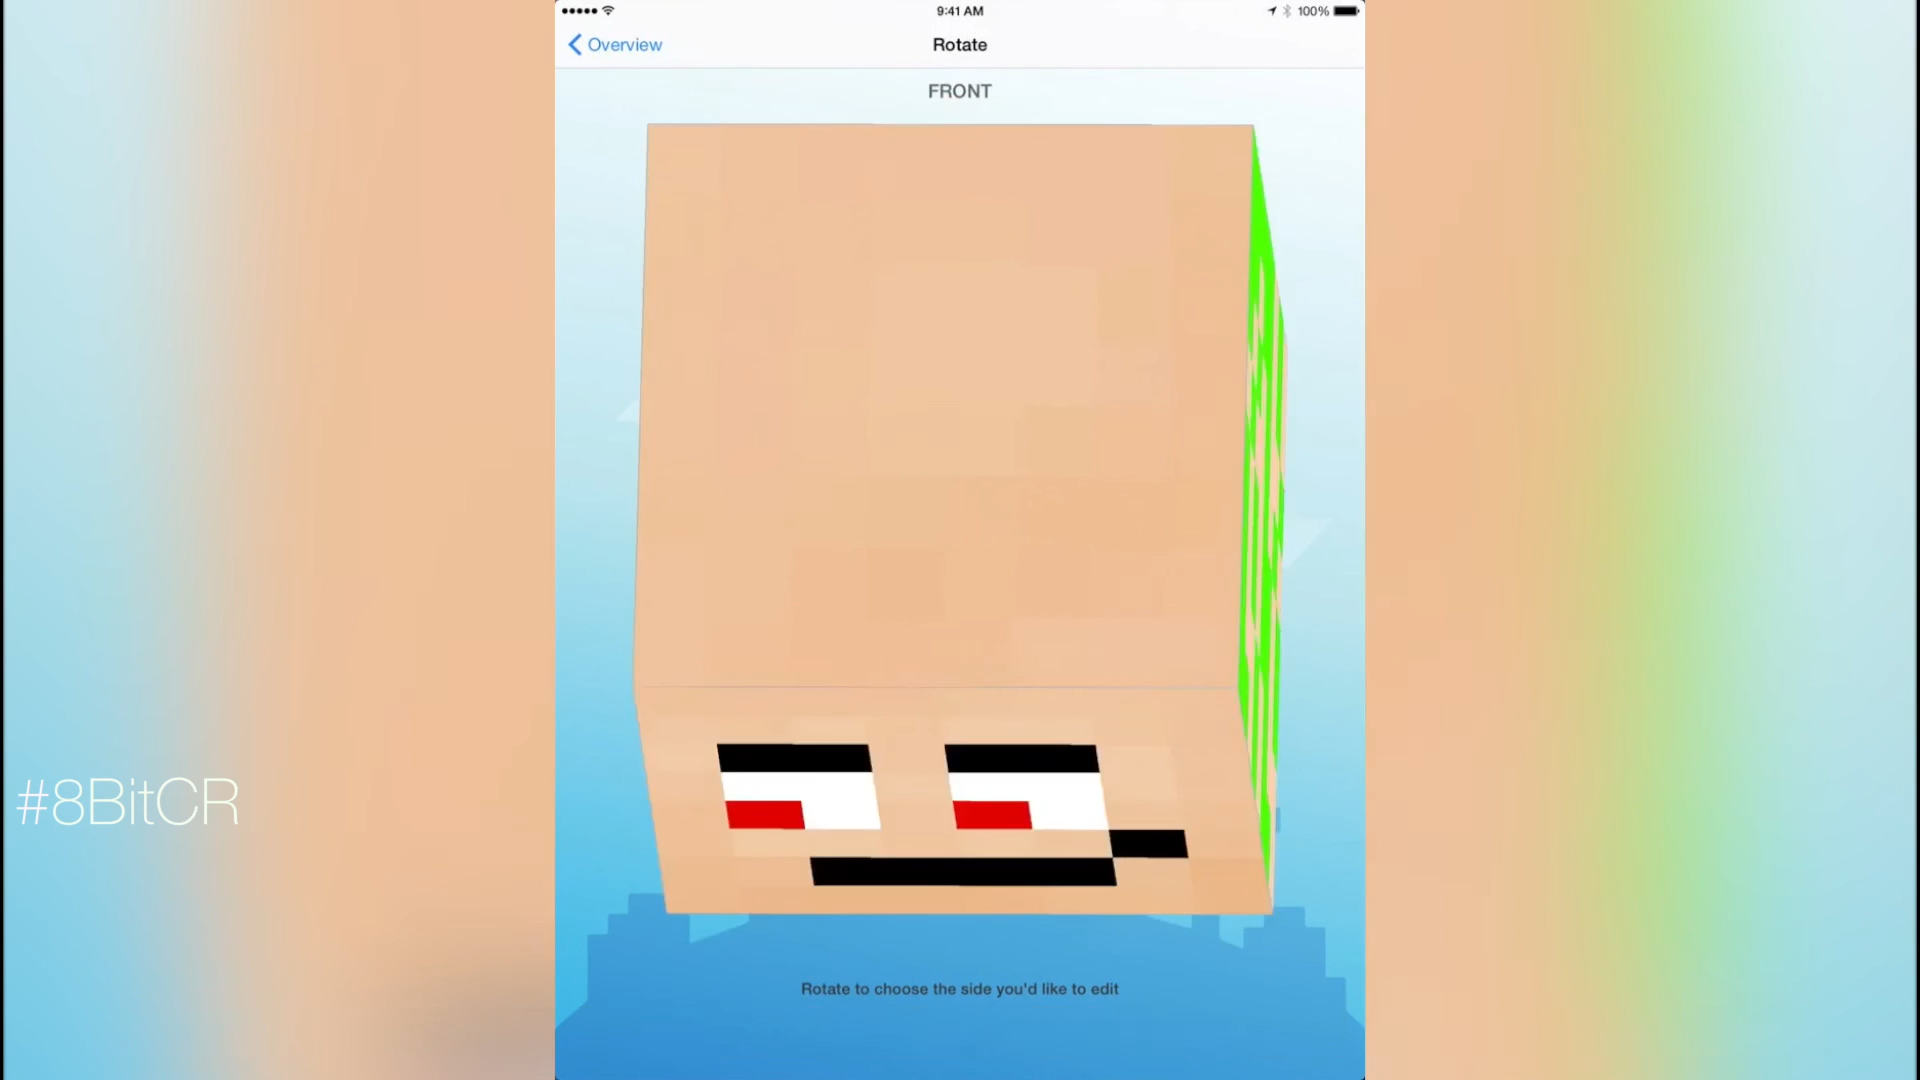 9:41 AM
100%
Overview
Rotate
FRONT
#8BitCR
Rotate to choose the side you'd like to edit